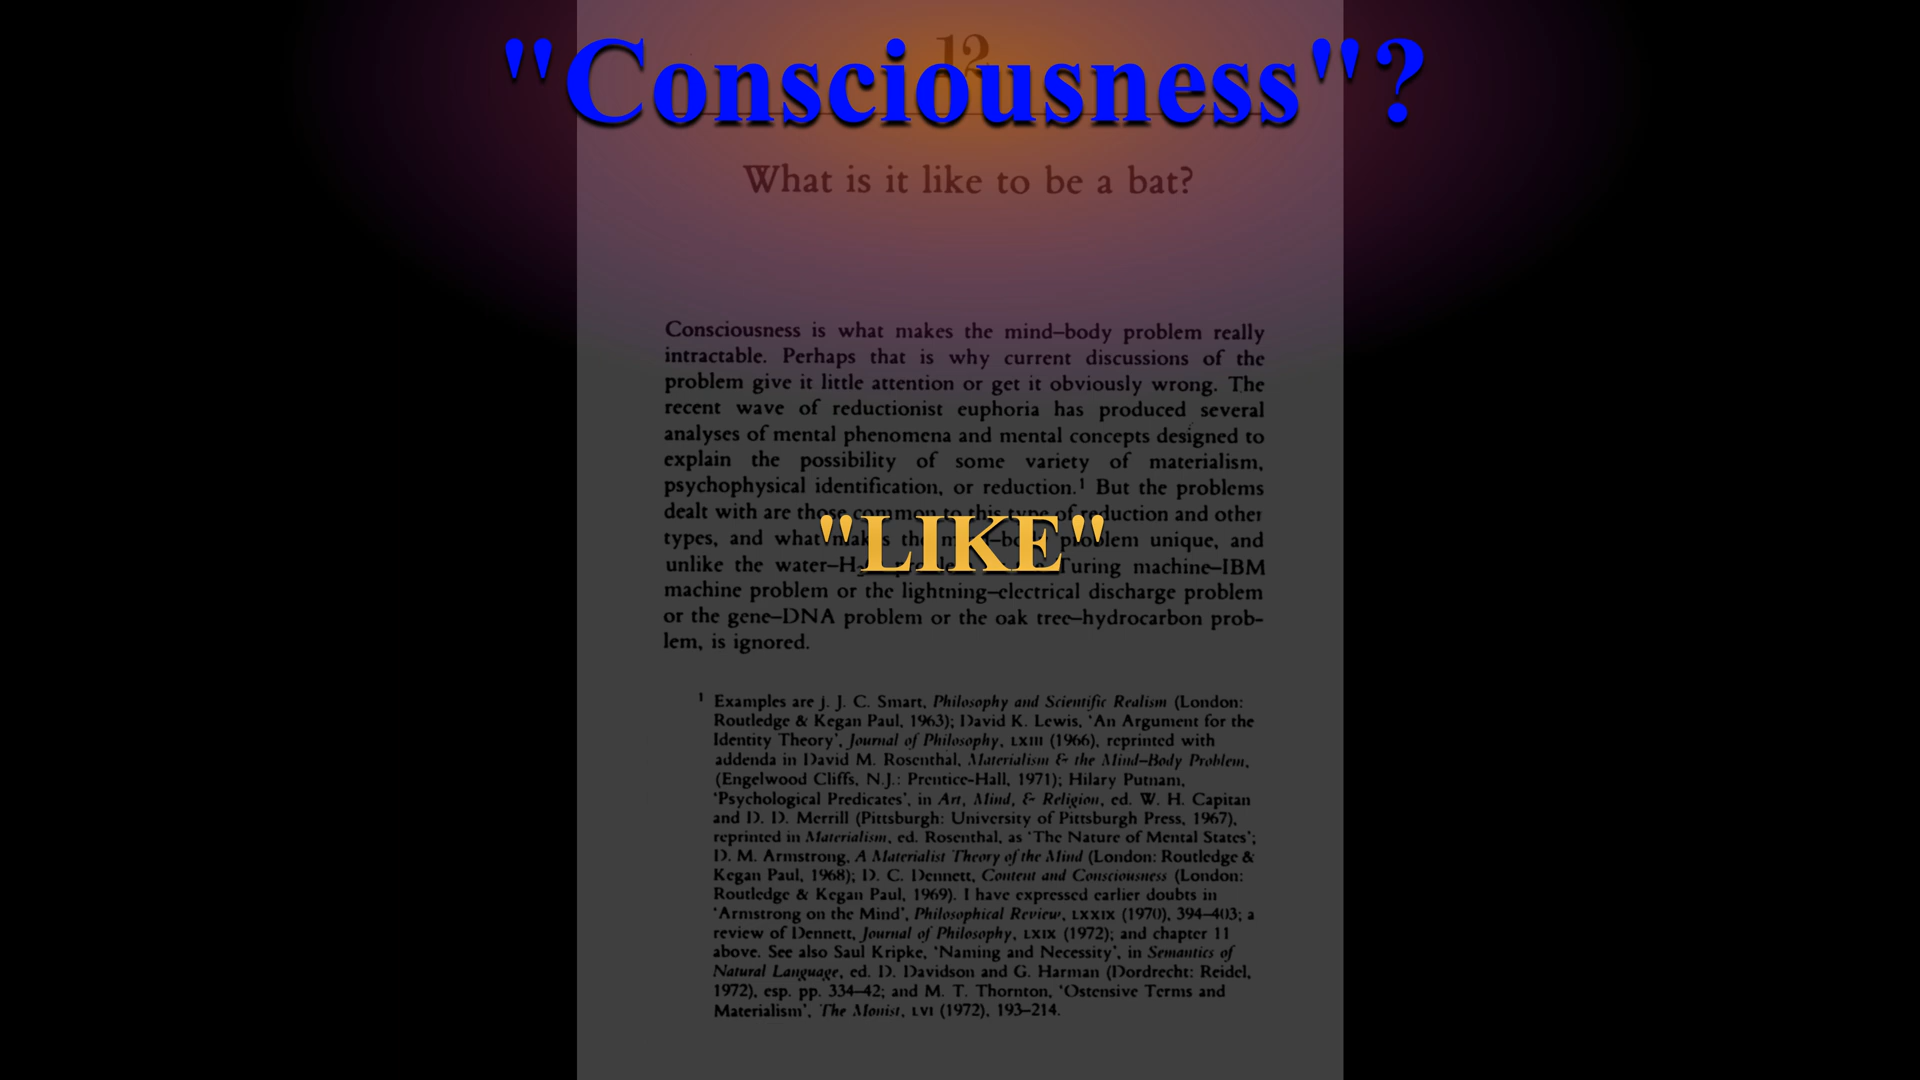 "Consciousness"?
12
What is it like to be a bat?
Consciousness is what makes the mind–body problem really
intractable. Perhaps that is why current discussions of the
problem give it little attention or get it obviously wrong. The
recent wave of reductionist euphoria has produced several
analyses of mental phenomena and mental concepts designed to
explain the possibility of some variety of materialism,
psychophysical identification, or reduction.¹ But the problems
dealt with are those common to this type of reduction and other
types, and what makes the mind–body problem unique, and
"LIKE"
unlike the water–H₂ problem Turing machine–IBM
machine problem or the lightning–electrical discharge problem
or the gene–DNA problem or the oak tree–hydrocarbon prob-
lem, is ignored.
¹ Examples are J. J. C. Smart, Philosophy and Scientific Realism (London:
Routledge & Kegan Paul, 1963); David K. Lewis, 'An Argument for the
Identity Theory', Journal of Philosophy, LXIII (1966), reprinted with
addenda in David M. Rosenthal, Materialism & the Mind–Body Problem,
(Engelwood Cliffs, N.J.: Prentice-Hall, 1971); Hilary Putnam,
'Psychological Predicates', in Art, Mind, & Religion, ed. W. H. Capitan
and D. D. Merrill (Pittsburgh: University of Pittsburgh Press, 1967),
reprinted in Materialism, ed. Rosenthal, as 'The Nature of Mental States';
D. M. Armstrong, A Materialist Theory of the Mind (London: Routledge &
Kegan Paul, 1968); D. C. Dennett, Content and Consciousness (London:
Routledge & Kegan Paul, 1969). I have expressed earlier doubts in
'Armstrong on the Mind', Philosophical Review, LXXIX (1970), 394–403; a
review of Dennett, Journal of Philosophy, LXIX (1972); and chapter 11
above. See also Saul Kripke, 'Naming and Necessity', in Semantics of
Natural Language, ed. D. Davidson and G. Harman (Dordrecht: Reidel,
1972), esp. pp. 334–42; and M. T. Thornton, 'Ostensive Terms and
Materialism', The Monist, LVI (1972), 193–214.